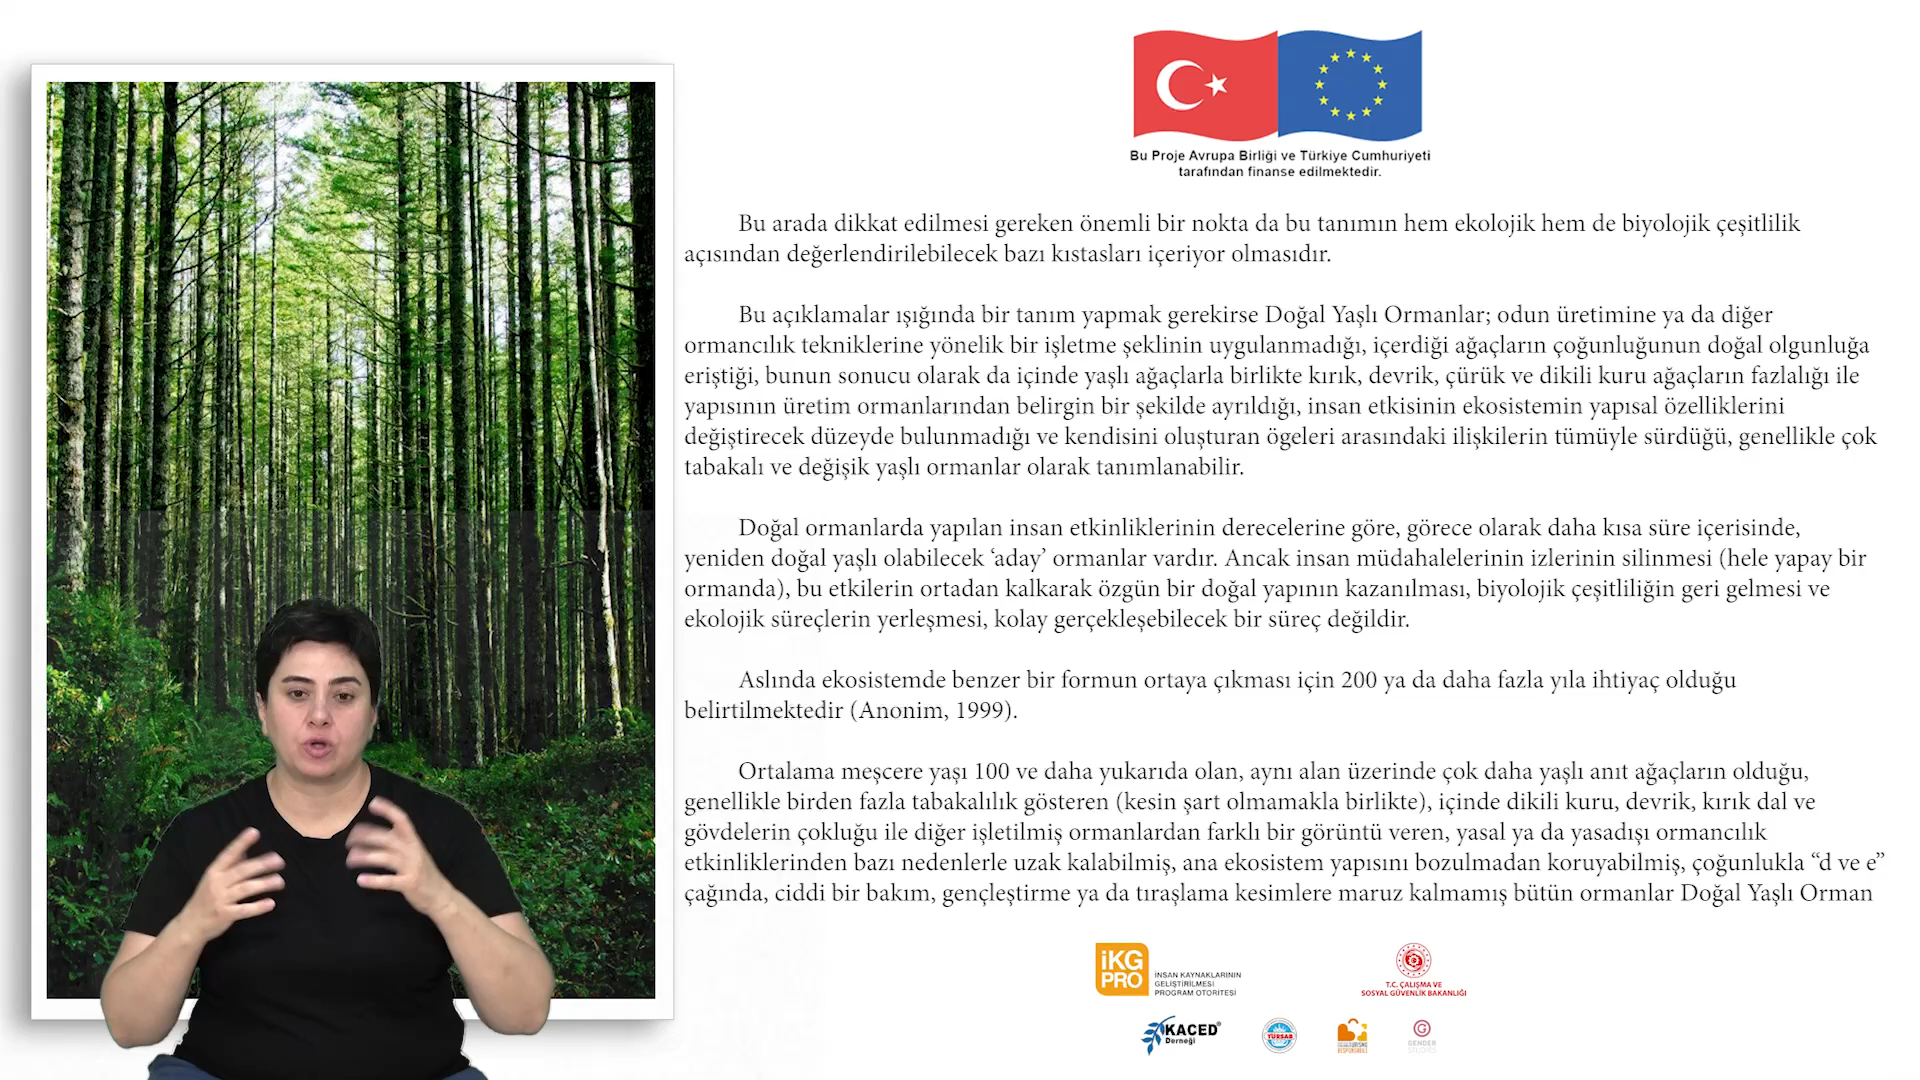 Bu Proje Avrupa Birliği ve Türkiye Cumhuriyeti
tarafından finanse edilmektedir.
Bu arada dikkat edilmesi gereken önemli bir nokta da bu tanımın hem ekolojik hem de biyolojik çeşitlilik
açısından değerlendirilebilecek bazı kıstasları içeriyor olmasıdır.
Bu açıklamalar ışığında bir tanım yapmak gerekirse Doğal Yaşlı Ormanlar; odun üretimine ya da diğer
ormancılık tekniklerine yönelik bir işletme şeklinin uygulanmadığı, içerdiği ağaçların çoğunluğunun doğal olgunluğa
eriştiği, bunun sonucu olarak da içinde yaşlı ağaçlarla birlikte kırık, devrik, çürük ve dikili kuru ağaçların fazlalığı ile
yapısının üretim ormanlarından belirgin bir şekilde ayrıldığı, insan etkisinin ekosistemin yapısal özelliklerini
değiştirecek düzeyde bulunmadığı ve kendisini oluşturan ögeleri arasındaki ilişkilerin tümüyle sürdüğü, genellikle çok
tabakalı ve değişik yaşlı ormanlar olarak tanımlanabilir.
Doğal ormanlarda yapılan insan etkinliklerinin derecelerine göre, görece olarak daha kısa süre içerisinde,
yeniden doğal yaşlı olabilecek ‘aday’ ormanlar vardır. Ancak insan müdahalelerinin izlerinin silinmesi (hele yapay bir
ormanda), bu etkilerin ortadan kalkarak özgün bir doğal yapının kazanılması, biyolojik çeşitliliğin geri gelmesi ve
ekolojik süreçlerin yerleşmesi, kolay gerçekleşebilecek bir süreç değildir.
Aslında ekosistemde benzer bir formun ortaya çıkması için 200 ya da daha fazla yıla ihtiyaç olduğu
belirtilmektedir (Anonim, 1999).
Ortalama meşcere yaşı 100 ve daha yukarıda olan, aynı alan üzerinde çok daha yaşlı anıt ağaçların olduğu,
genellikle birden fazla tabakalılık gösteren (kesin şart olmamakla birlikte), içinde dikili kuru, devrik, kırık dal ve
gövdelerin çokluğu ile diğer işletilmiş ormanlardan farklı bir görüntü veren, yasal ya da yasadışı ormancılık
etkinliklerinden bazı nedenlerle uzak kalabilmiş, ana ekosistem yapısını bozulmadan koruyabilmiş, çoğunlukla “d ve e”
çağında, ciddi bir bakım, gençleştirme ya da tıraşlama kesimlere maruz kalmamış bütün ormanlar Doğal Yaşlı Orman
iKG
PRO
İNSAN KAYNAKLARININ
GELİŞTİRİLMESİ
PROGRAM OTORİTESİ
T.C. ÇALIŞMA VE
SOSYAL GÜVENLİK BAKANLIĞI
KACED®
Derneği
TÜRSAB
RESPONSIBLE
G
GENDER
STUDIES